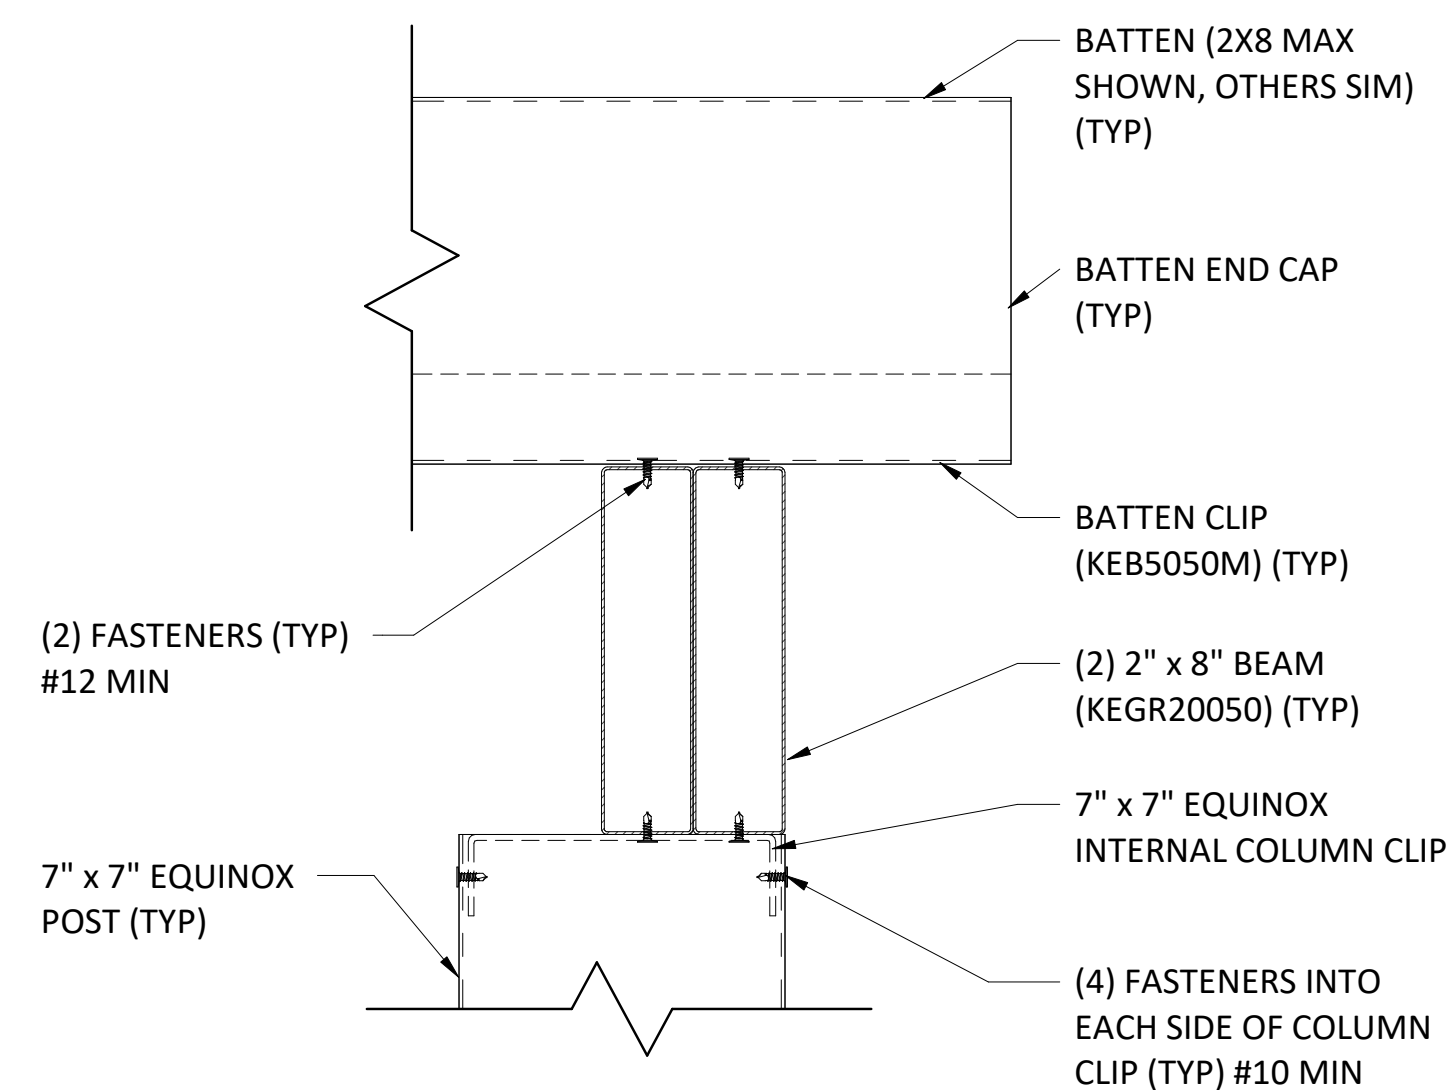 BATTEN (2X8 MAX
SHOWN, OTHERS SIM)
(TYP)
BATTEN END CAP
(TYP)
BATTEN CLIP
(KEB5050M) (TYP)
(2) FASTENERS (TYP)
#12 MIN
(2) 2" x 8" BEAM
(KEGR20050) (TYP)
7" x 7" EQUINOX
INTERNAL COLUMN CLIP
7" x 7" EQUINOX
POST (TYP)
(4) FASTENERS INTO
EACH SIDE OF COLUMN
CLIP (TYP) #10 MIN